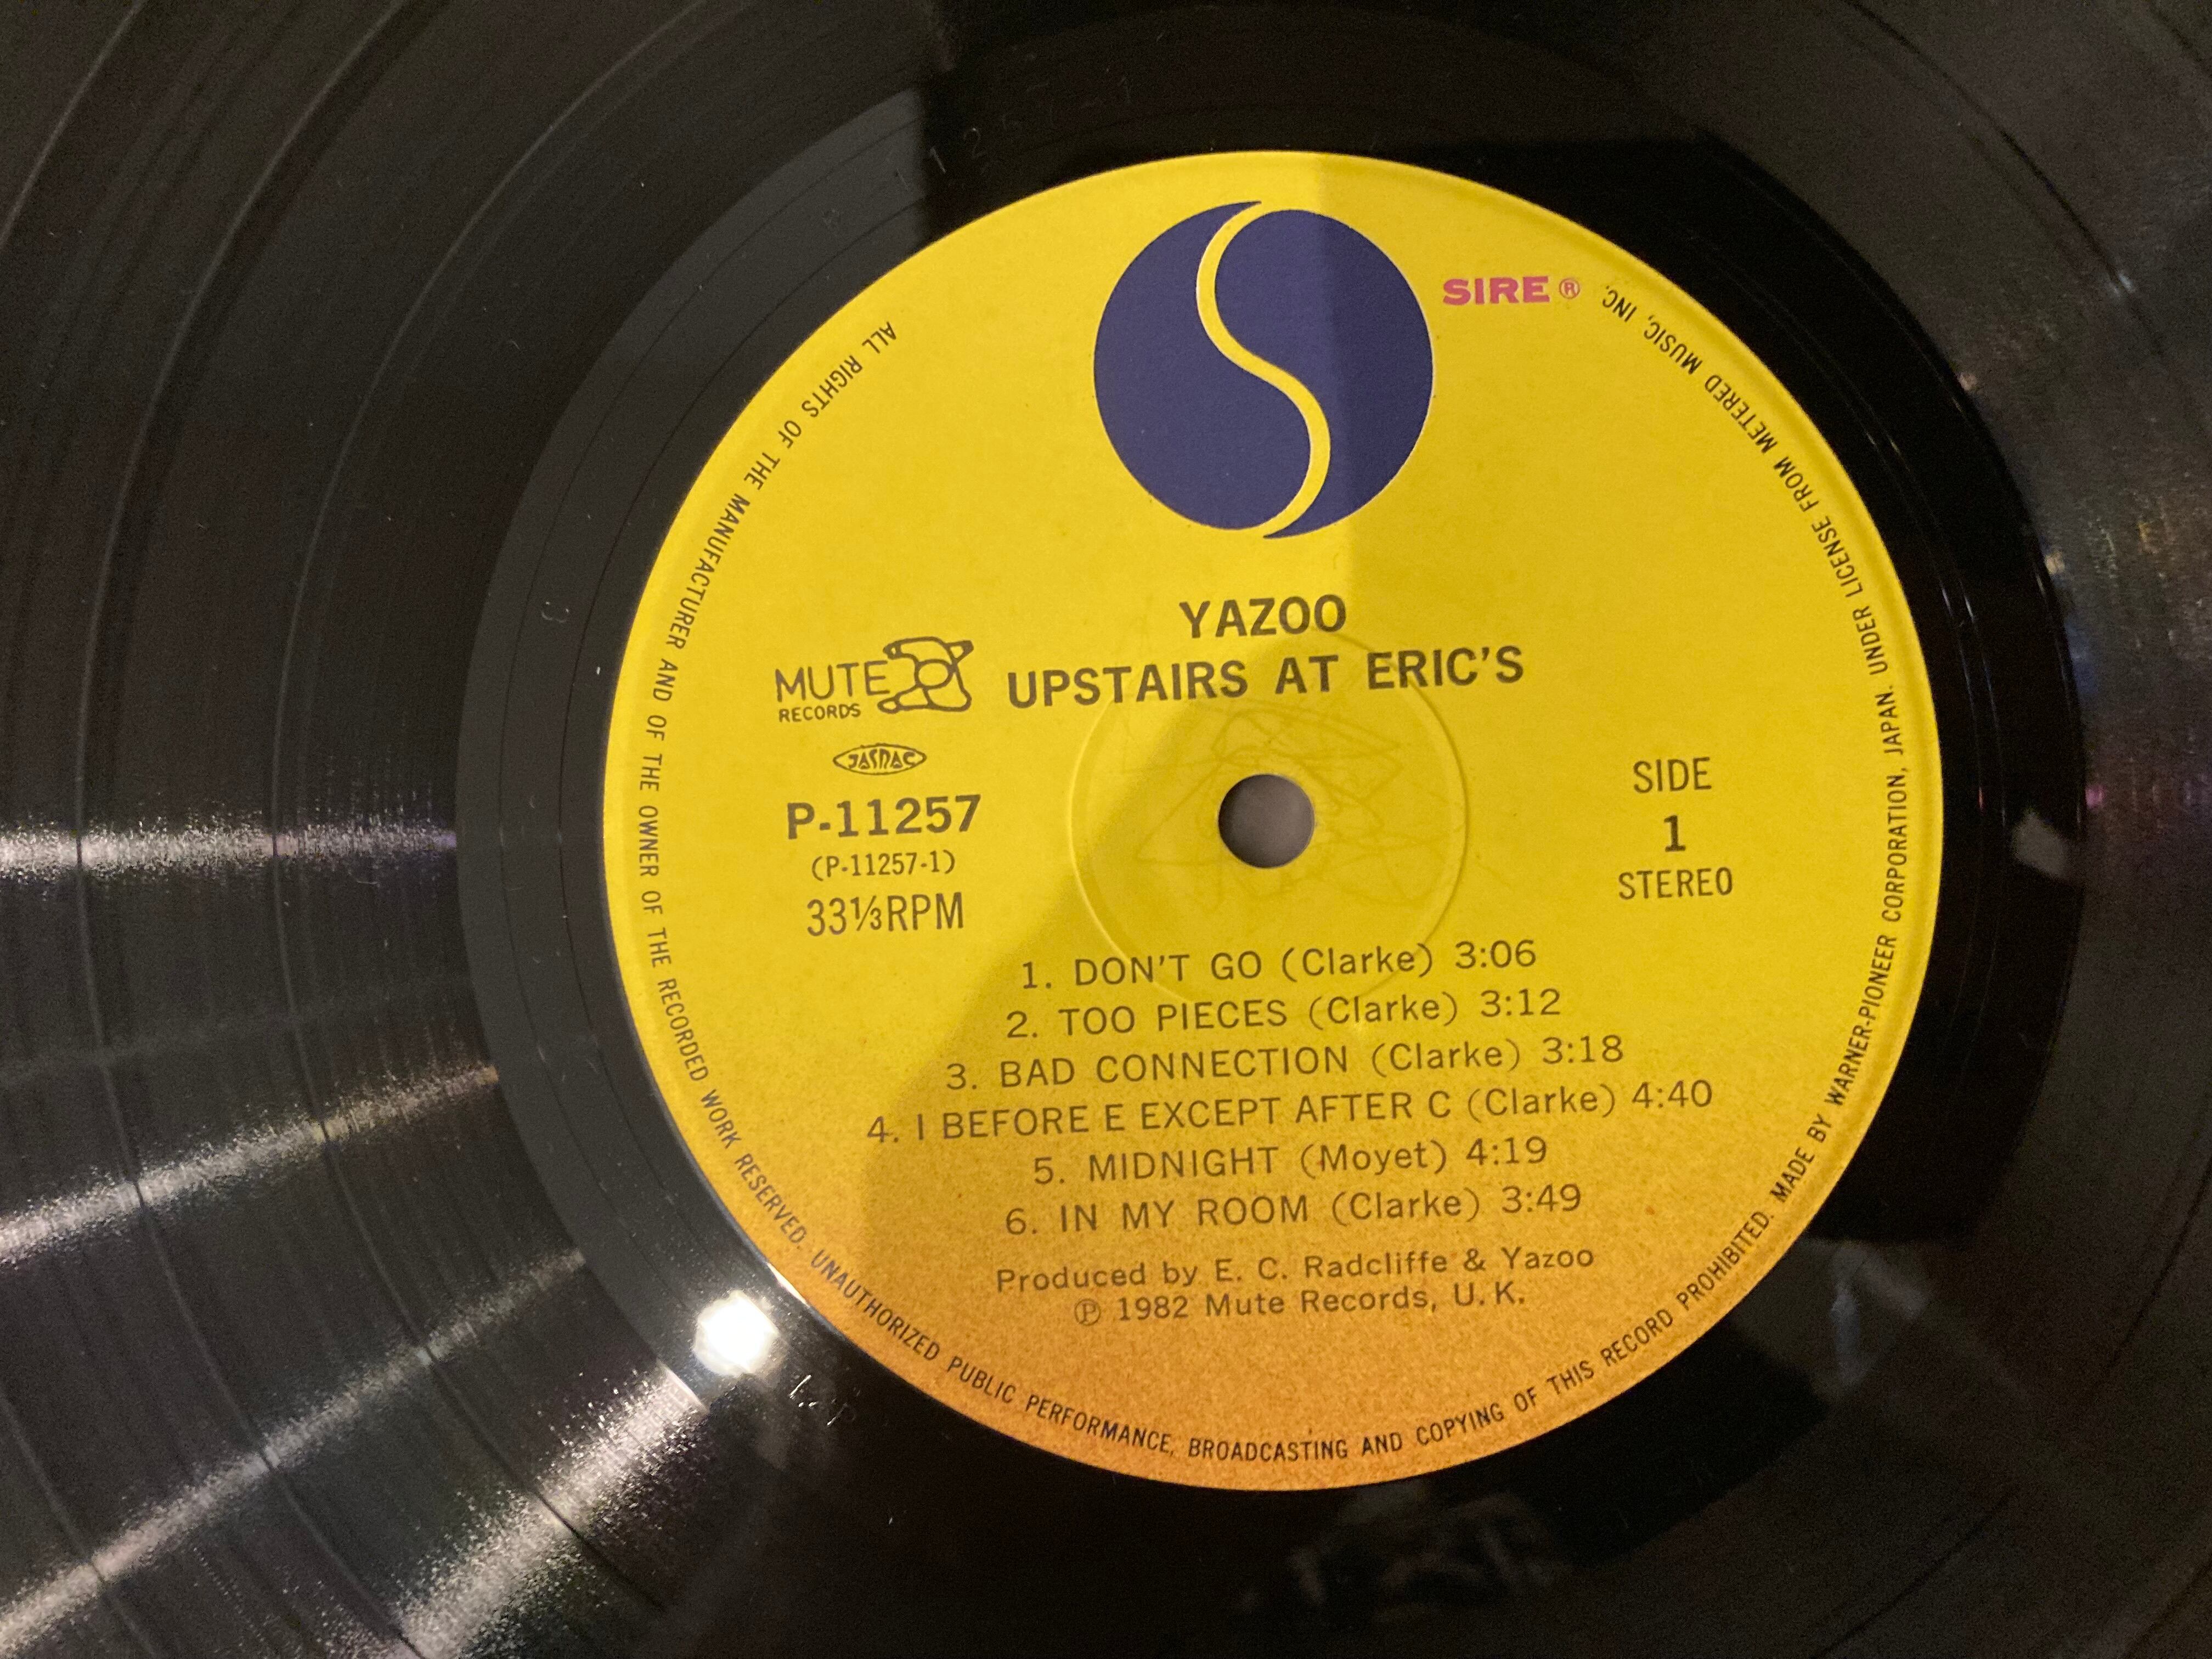 SIRE ®
YAZOO
UPSTAIRS AT ERIC'S
MUTE
RECORDS
JASRAC
P-11257
(P-11257-1)
33⅓RPM
SIDE
1
STEREO
1. DON'T GO (Clarke) 3:06
2. TOO PIECES (Clarke) 3:12
3. BAD CONNECTION (Clarke) 3:18
4. I BEFORE E EXCEPT AFTER C (Clarke) 4:40
5. MIDNIGHT (Moyet) 4:19
6. IN MY ROOM (Clarke) 3:49
Produced by E. C. Radcliffe & Yazoo
Ⓟ 1982 Mute Records, U. K.
ALL RIGHTS OF THE MANUFACTURER AND OF THE OWNER OF THE RECORDED WORK RESERVED. UNAUTHORIZED PUBLIC PERFORMANCE, BROADCASTING AND COPYING OF THIS RECORD PROHIBITED. MADE BY WARNER-PIONEER CORPORATION, JAPAN. UNDER LICENSE FROM METERED MUSIC, INC.